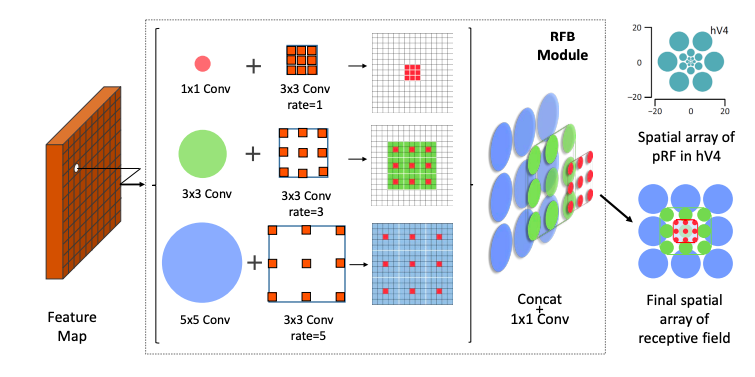 Feature
Map
1x1 Conv
+
3x3 Conv
rate=1
3x3 Conv
+
3x3 Conv
rate=3
5x5 Conv
+
3x3 Conv
rate=5
RFB
Module
Concat
+
1x1 Conv
20
0
−20
−20
0
20
hV4
Spatial array of
pRF in hV4
Final spatial
array of
receptive field